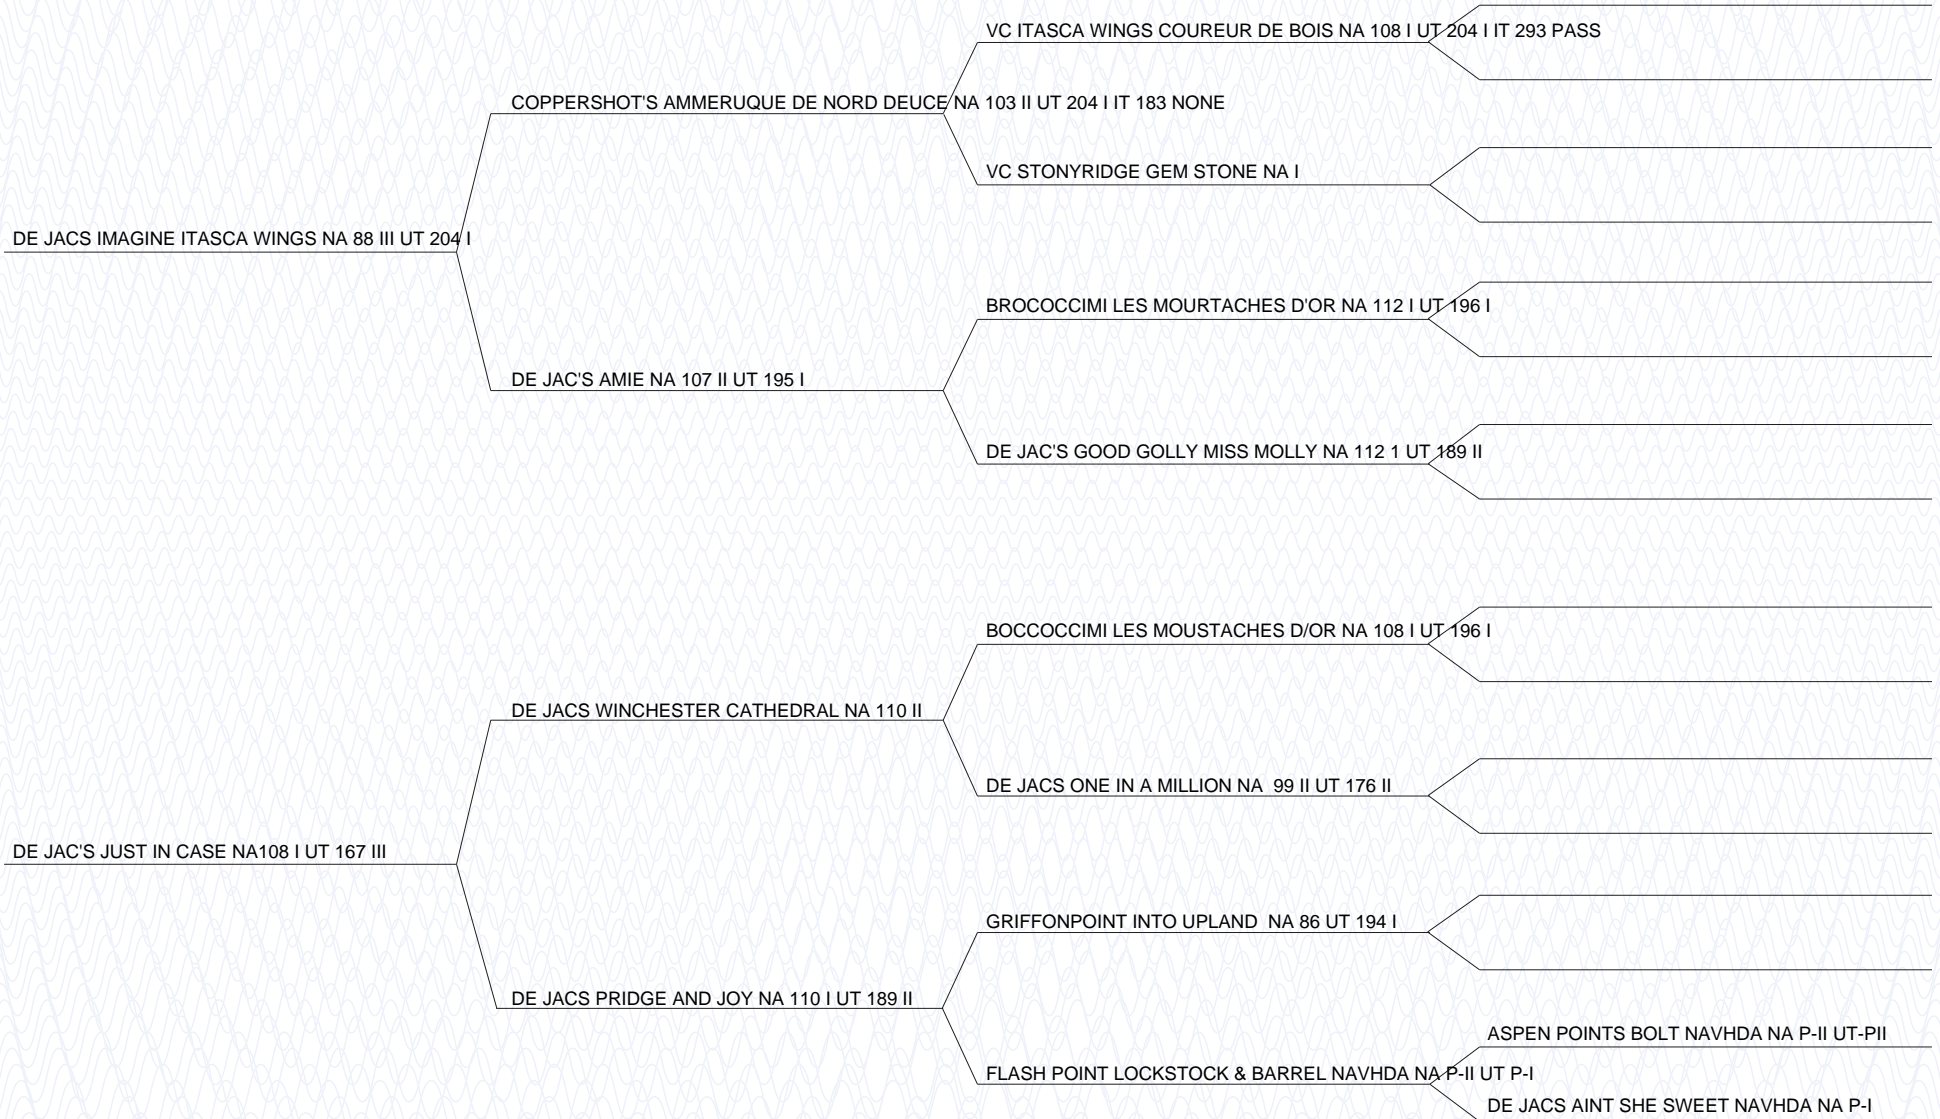 VC ITASCA WINGS COUREUR DE BOIS NA 108 I UT 204 I IT 293 PASS
COPPERSHOT'S AMMERUQUE DE NORD DEUCE NA 103 II UT 204 I IT 183 NONE
VC STONYRIDGE GEM STONE NA I
DE JACS IMAGINE ITASCA WINGS NA 88 III UT 204 I
BROCOCCIMI LES MOURTACHES D'OR NA 112 I UT 196 I
DE JAC'S AMIE NA 107 II UT 195 I
DE JAC'S GOOD GOLLY MISS MOLLY NA 112 1 UT 189 II
BOCCOCCIMI LES MOUSTACHES D/OR NA 108 I UT 196 I
DE JACS WINCHESTER CATHEDRAL NA 110 II
DE JACS ONE IN A MILLION NA  99 II UT 176 II
DE JAC'S JUST IN CASE NA108 I UT 167 III
GRIFFONPOINT INTO UPLAND  NA 86 UT 194 I
DE JACS PRIDGE AND JOY NA 110 I UT 189 II
ASPEN POINTS BOLT NAVHDA NA P-II UT-PII
FLASH POINT LOCKSTOCK & BARREL NAVHDA NA P-II UT P-I
DE JACS AINT SHE SWEET NAVHDA NA P-I